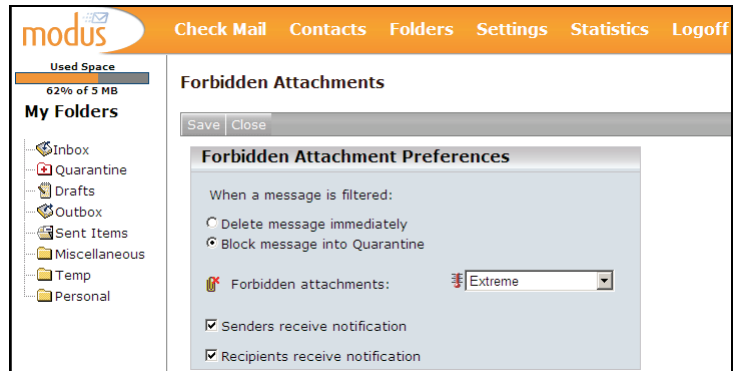 modus
Check Mail Contacts Folders Settings Statistics Logoff
Used Space
62% of 5 MB
My Folders
Inbox
Quarantine
Drafts
Outbox
Sent Items
Miscellaneous
Temp
Personal
Forbidden Attachments
Save Close
Forbidden Attachment Preferences
When a message is filtered:
Delete message immediately
Block message into Quarantine
Forbidden attachments: Extreme
Senders receive notification
Recipients receive notification